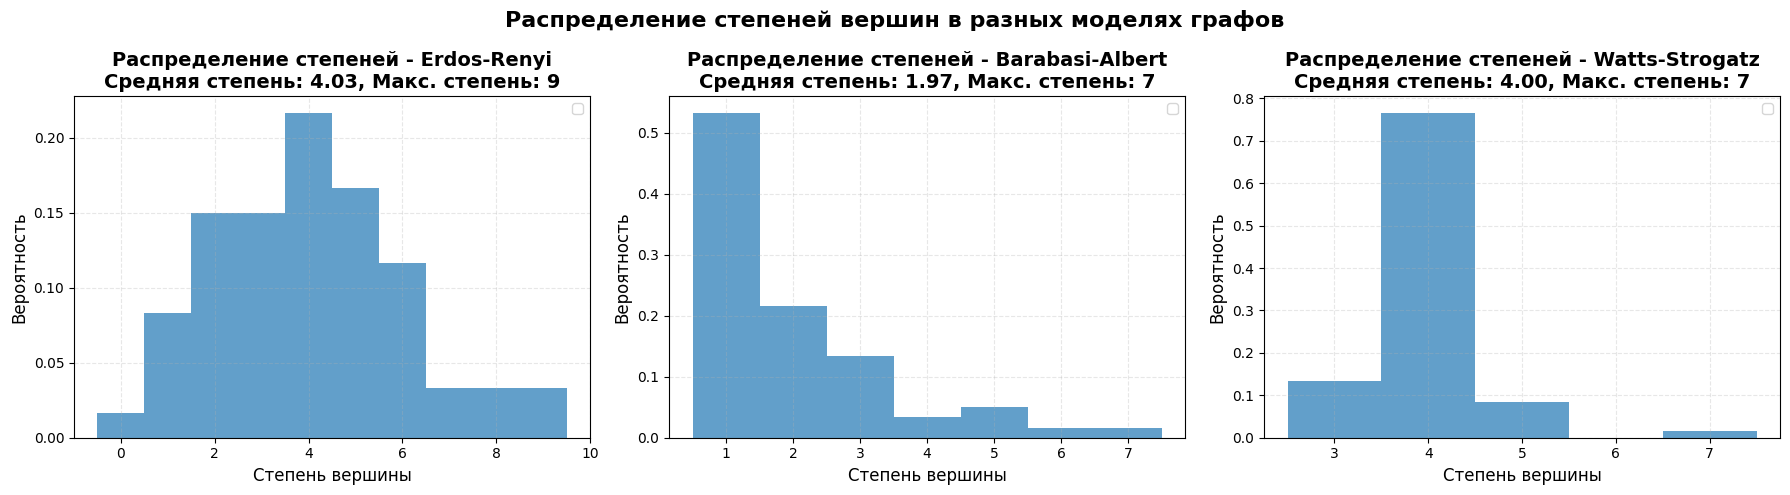 Распределение степеней вершин в разных моделях графов
Распределение степеней - Erdos-Renyi
Средняя степень: 4.03, Макс. степень: 9
Вероятность
0.20
0.15
0.10
0.05
0.00
0 2 4 6 8 10
Степень вершины
Распределение степеней - Barabasi-Albert
Средняя степень: 1.97, Макс. степень: 7
Вероятность
0.5
0.4
0.3
0.2
0.1
0.0
1 2 3 4 5 6 7
Степень вершины
Распределение степеней - Watts-Strogatz
Средняя степень: 4.00, Макс. степень: 7
Вероятность
0.8
0.7
0.6
0.5
0.4
0.3
0.2
0.1
0.0
3 4 5 6 7
Степень вершины